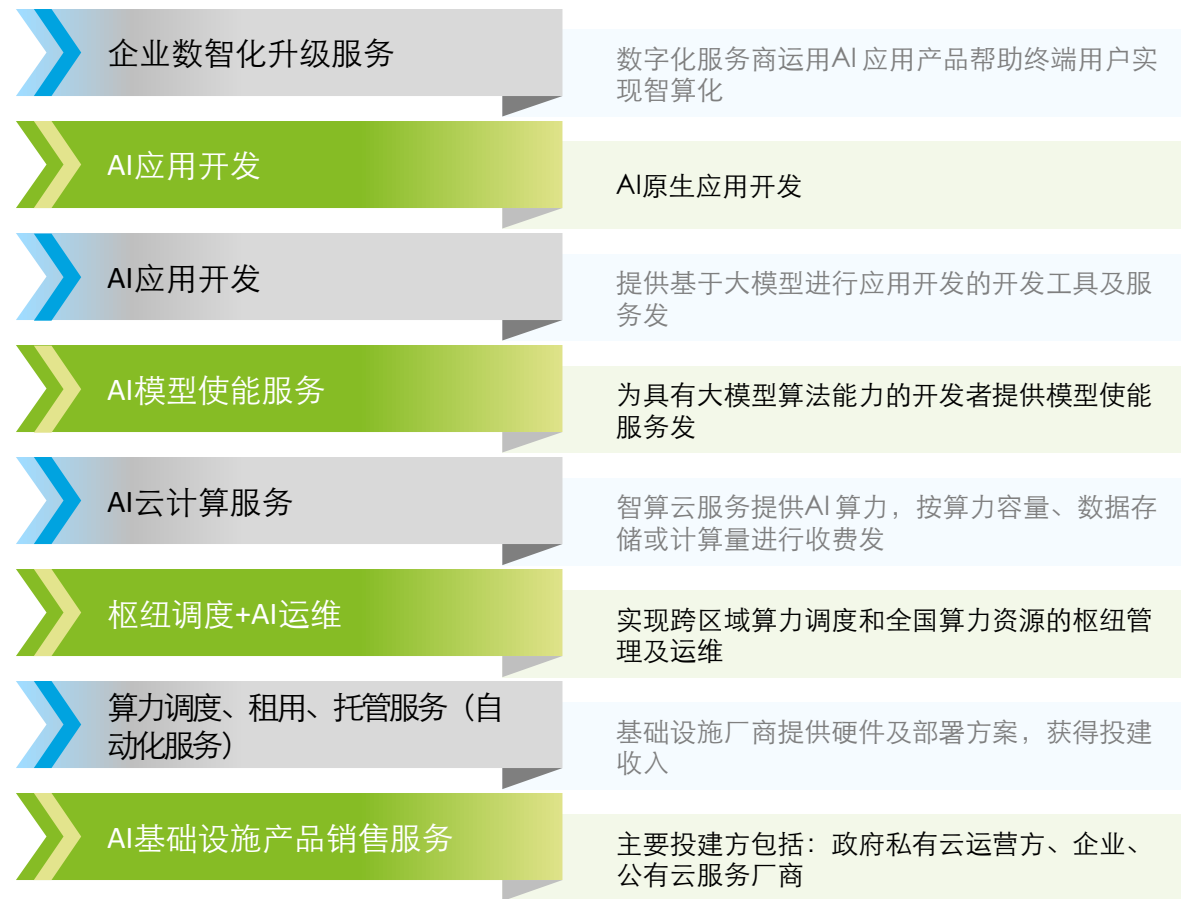 企业数智化升级服务
数字化服务商运用AI应用产品帮助终端用户实
现智算化
AI应用开发
AI原生应用开发
AI应用开发
提供基于大模型进行应用开发的开发工具及服
务发
AI模型使能服务
为具有大模型算法能力的开发者提供模型使能
服务发
AI云计算服务
智算云服务提供AI算力，按算力容量、数据存
储或计算量进行收费发
枢纽调度+AI运维
实现跨区域算力调度和全国算力资源的枢纽管
理及运维
算力调度、租用、托管服务（自
动化服务）
基础设施厂商提供硬件及部署方案，获得投建
收入
AI基础设施产品销售服务
主要投建方包括：政府私有云运营方、企业、
公有云服务厂商